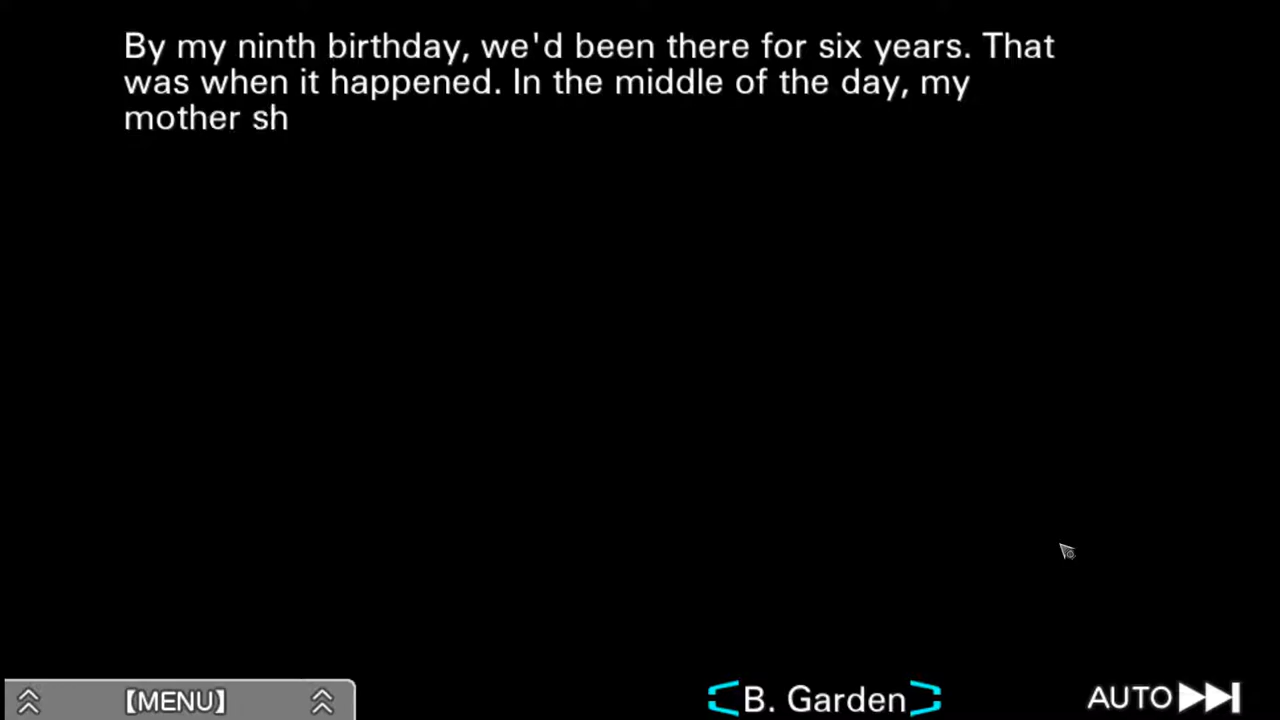 By my ninth birthday, we'd been there for six years. That
was when it happened. In the middle of the day, my
mother sh
【MENU】
B. Garden
AUTO